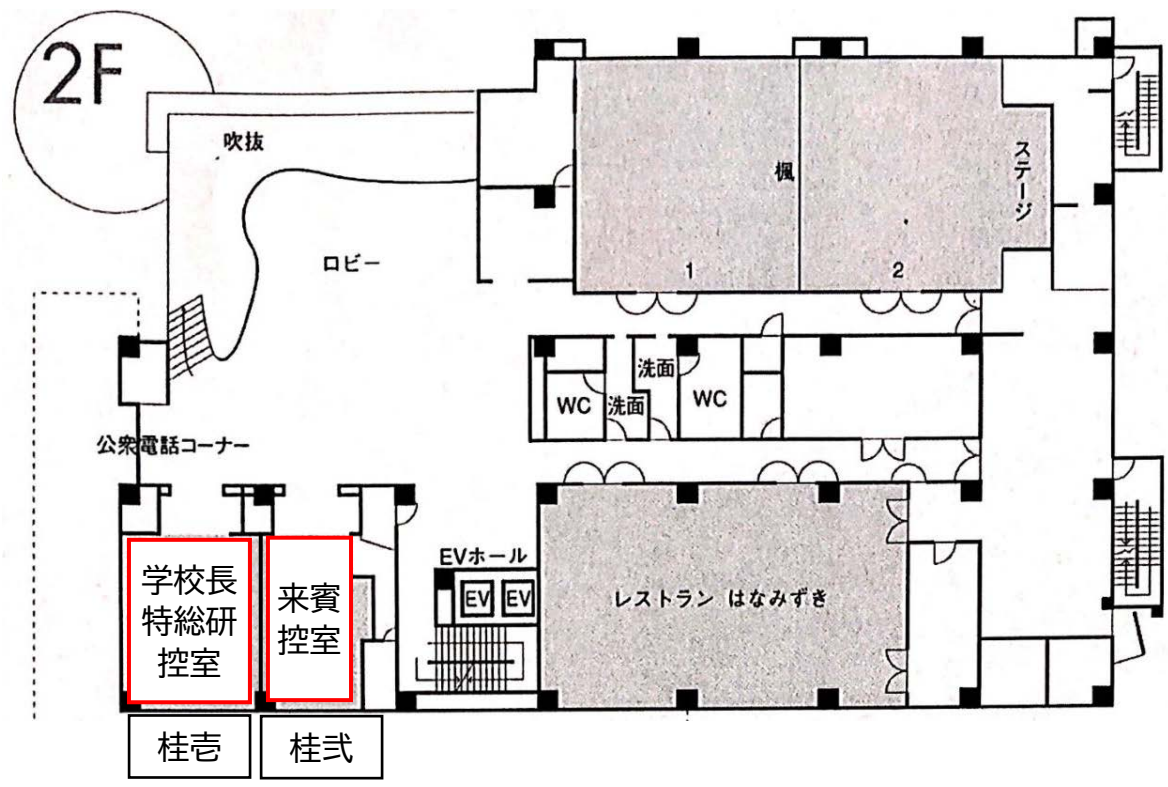 2F
吹抜
ロビー
楓
ステージ
1
2
洗面
WC
洗面
WC
公衆電話コーナー
EVホール
EV
EV
レストラン はなみずき
学校長
特総研
控室
来賓
控室
桂壱
桂弐